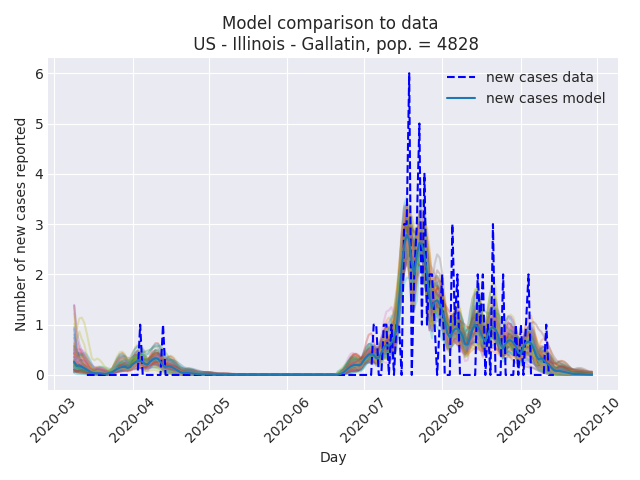 Model comparison to data
US - Illinois - Gallatin, pop. = 4828
new cases data
new cases model
Number of new cases reported
6
5
4
3
2
1
0
2020-03
2020-04
2020-05
2020-06
2020-07
2020-08
2020-09
2020-10
Day